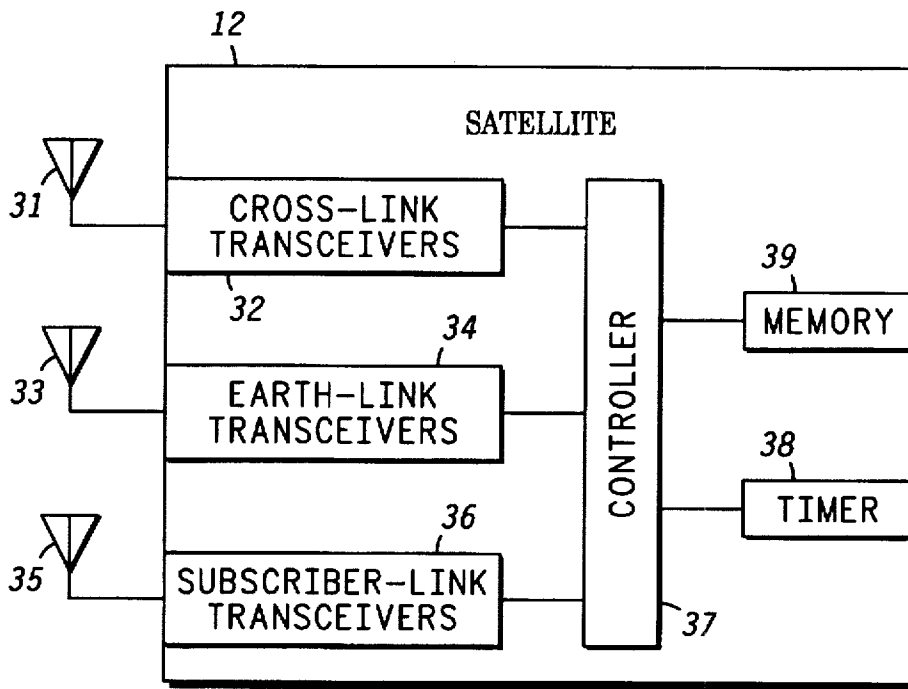 12
SATELLITE
31
CROSS-LINK
TRANSCEIVERS
32
33
34
EARTH-LINK
TRANSCEIVERS
35
36
SUBSCRIBER-LINK
TRANSCEIVERS
CONTROLLER
37
39
MEMORY
38
TIMER